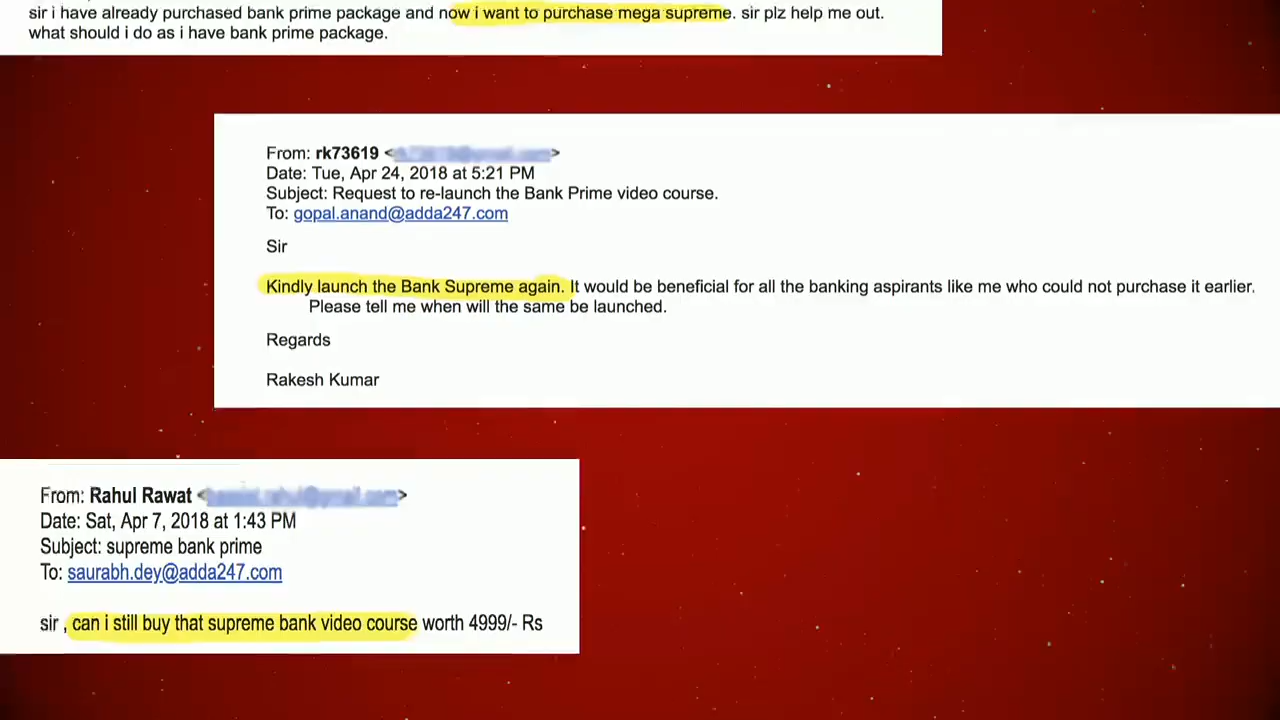 sir i have already purchased bank prime package and now i want to purchase mega supreme. sir plz help me out.
what should i do as i have bank prime package.
From: rk73619 < >
Date: Tue, Apr 24, 2018 at 5:21 PM
Subject: Request to re-launch the Bank Prime video course.
To: gopal.anand@adda247.com
Sir
Kindly launch the Bank Supreme again. It would be beneficial for all the banking aspirants like me who could not purchase it earlier.
Please tell me when will the same be launched.
Regards
Rakesh Kumar
From: Rahul Rawat < >
Date: Sat, Apr 7, 2018 at 1:43 PM
Subject: supreme bank prime
To: saurabh.dey@adda247.com
sir , can i still buy that supreme bank video course worth 4999/- Rs